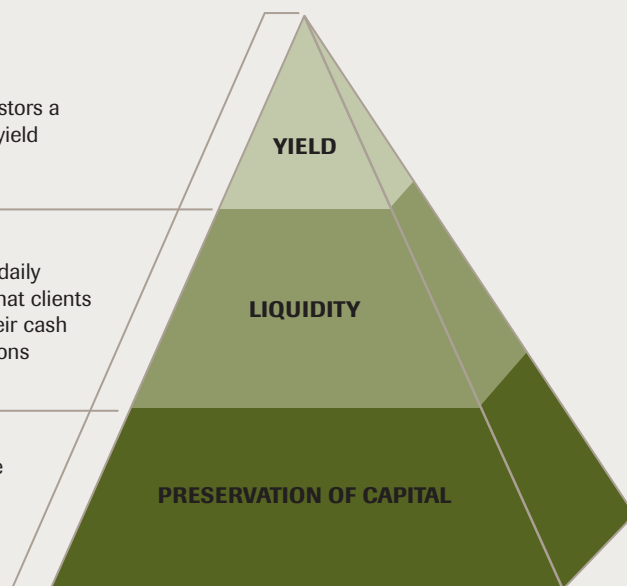 stors a
yield
YIELD
daily
hat clients
eir cash
ons
LIQUIDITY
e
PRESERVATION OF CAPITAL